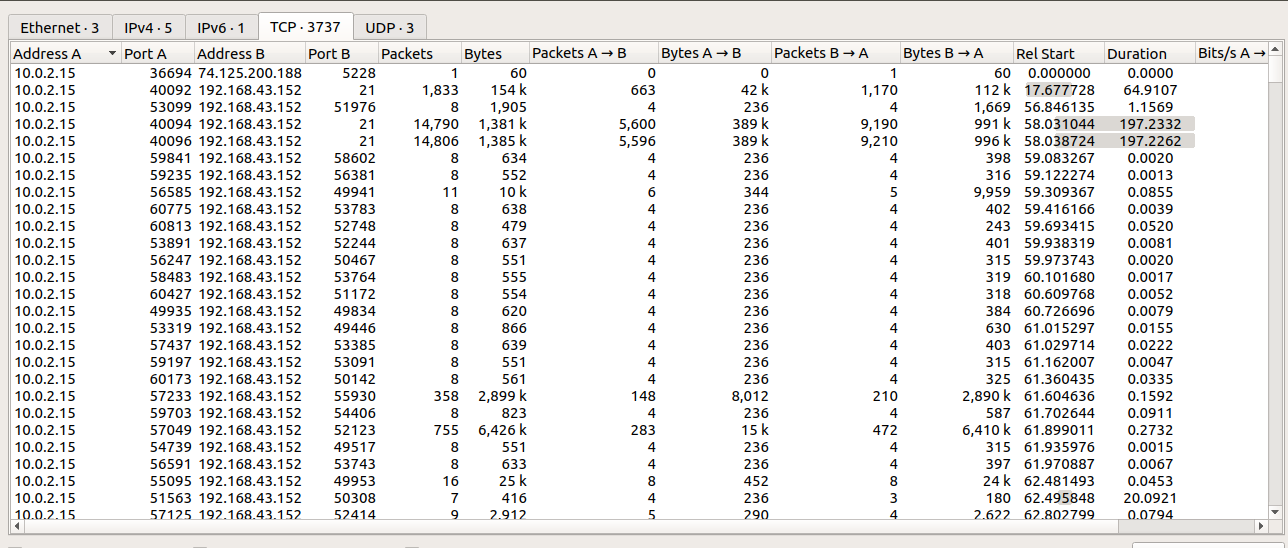 Ethernet · 3 IPv4 · 5 IPv6 · 1 TCP · 3737 UDP · 3
Address A Port A Address B Port B Packets Bytes Packets A → B Bytes A → B Packets B → A Bytes B → A Rel Start Duration Bits/s A →
10.0.2.15 36694 74.125.200.188 5228 1 60 0 0 1 60 0.000000 0.0000
10.0.2.15 40092 192.168.43.152 21 1,833 154 k 663 42 k 1,170 112 k 17.677728 64.9107
10.0.2.15 53099 192.168.43.152 51976 8 1,905 4 236 4 1,669 56.846135 1.1569
10.0.2.15 40094 192.168.43.152 21 14,790 1,381 k 5,600 389 k 9,190 991 k 58.031044 197.2332
10.0.2.15 40096 192.168.43.152 21 14,806 1,385 k 5,596 389 k 9,210 996 k 58.038724 197.2262
10.0.2.15 59841 192.168.43.152 58602 8 634 4 236 4 398 59.083267 0.0020
10.0.2.15 59235 192.168.43.152 56381 8 552 4 236 4 316 59.122274 0.0013
10.0.2.15 56585 192.168.43.152 49941 11 10 k 6 344 5 9,959 59.309367 0.0855
10.0.2.15 60775 192.168.43.152 53783 8 638 4 236 4 402 59.416166 0.0039
10.0.2.15 60813 192.168.43.152 52748 8 479 4 236 4 243 59.693415 0.0520
10.0.2.15 53891 192.168.43.152 52244 8 637 4 236 4 401 59.938319 0.0081
10.0.2.15 56247 192.168.43.152 50467 8 551 4 236 4 315 59.973743 0.0020
10.0.2.15 58483 192.168.43.152 53764 8 555 4 236 4 319 60.101680 0.0017
10.0.2.15 60427 192.168.43.152 51172 8 554 4 236 4 318 60.609768 0.0052
10.0.2.15 49935 192.168.43.152 49834 8 620 4 236 4 384 60.726696 0.0079
10.0.2.15 53319 192.168.43.152 49446 8 866 4 236 4 630 61.015297 0.0155
10.0.2.15 57437 192.168.43.152 53385 8 639 4 236 4 403 61.029714 0.0222
10.0.2.15 59197 192.168.43.152 53091 8 551 4 236 4 315 61.162007 0.0047
10.0.2.15 60173 192.168.43.152 50142 8 561 4 236 4 325 61.360435 0.0335
10.0.2.15 57233 192.168.43.152 55930 358 2,899 k 148 8,012 210 2,890 k 61.604636 0.1592
10.0.2.15 59703 192.168.43.152 54406 8 823 4 236 4 587 61.702644 0.0911
10.0.2.15 57049 192.168.43.152 52123 755 6,426 k 283 15 k 472 6,410 k 61.899011 0.2732
10.0.2.15 54739 192.168.43.152 49517 8 551 4 236 4 315 61.935976 0.0015
10.0.2.15 56591 192.168.43.152 53743 8 633 4 236 4 397 61.970887 0.0067
10.0.2.15 55095 192.168.43.152 49953 16 25 k 8 452 8 24 k 62.481493 0.0453
10.0.2.15 51563 192.168.43.152 50308 7 416 4 236 3 180 62.495848 20.0921
10.0.2.15 57125 192.168.43.152 52414 9 2,912 5 290 4 2,622 62.802799 0.0794